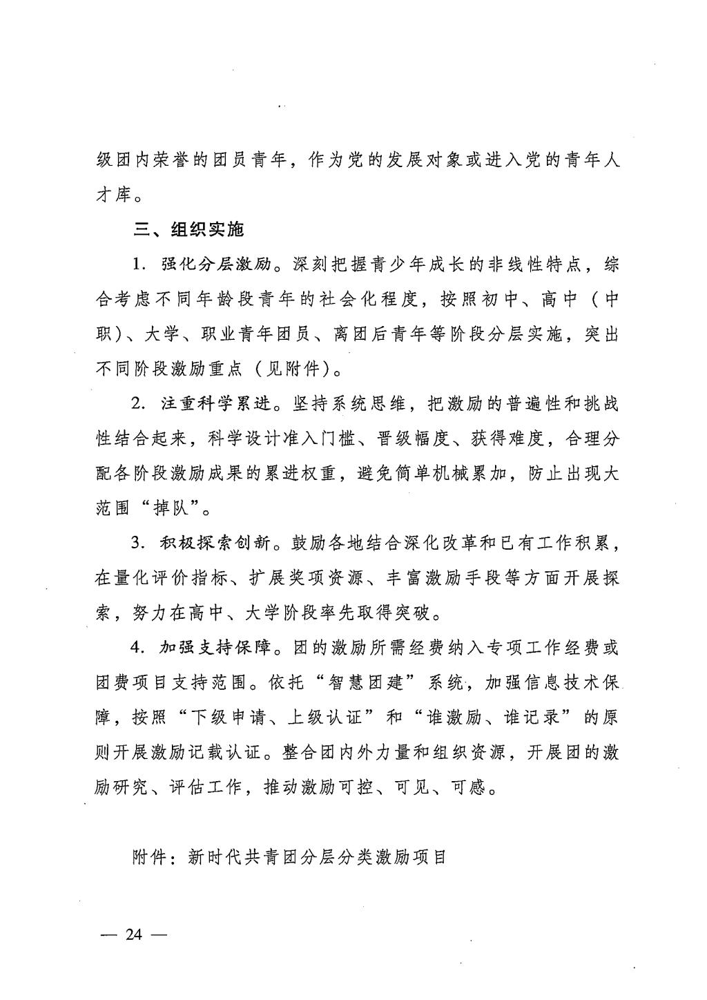 级团内荣誉的团员青年，作为党的发展对象或进入党的青年人
才库。
三、组织实施
1. 强化分层激励。深刻把握青少年成长的非线性特点，综
合考虑不同年龄段青年的社会化程度，按照初中、高中（中
职）、大学、职业青年团员、离团后青年等阶段分层实施，突出
不同阶段激励重点（见附件）。
2. 注重科学累进。坚持系统思维，把激励的普遍性和挑战
性结合起来，科学设计准入门槛、晋级幅度、获得难度，合理分
配各阶段激励成果的累进权重，避免简单机械累加，防止出现大
范围“掉队”。
3. 积极探索创新。鼓励各地结合深化改革和已有工作积累，
在量化评价指标、扩展奖项资源、丰富激励手段等方面开展探
索，努力在高中、大学阶段率先取得突破。
4. 加强支持保障。团的激励所需经费纳入专项工作经费或
团费项目支持范围。依托“智慧团建”系统，加强信息技术保
障，按照“下级申请、上级认证”和“谁激励、谁记录”的原
则开展激励记载认证。整合团内外力量和组织资源，开展团的激
励研究、评估工作，推动激励可控、可见、可感。
附件：新时代共青团分层分类激励项目
— 24 —